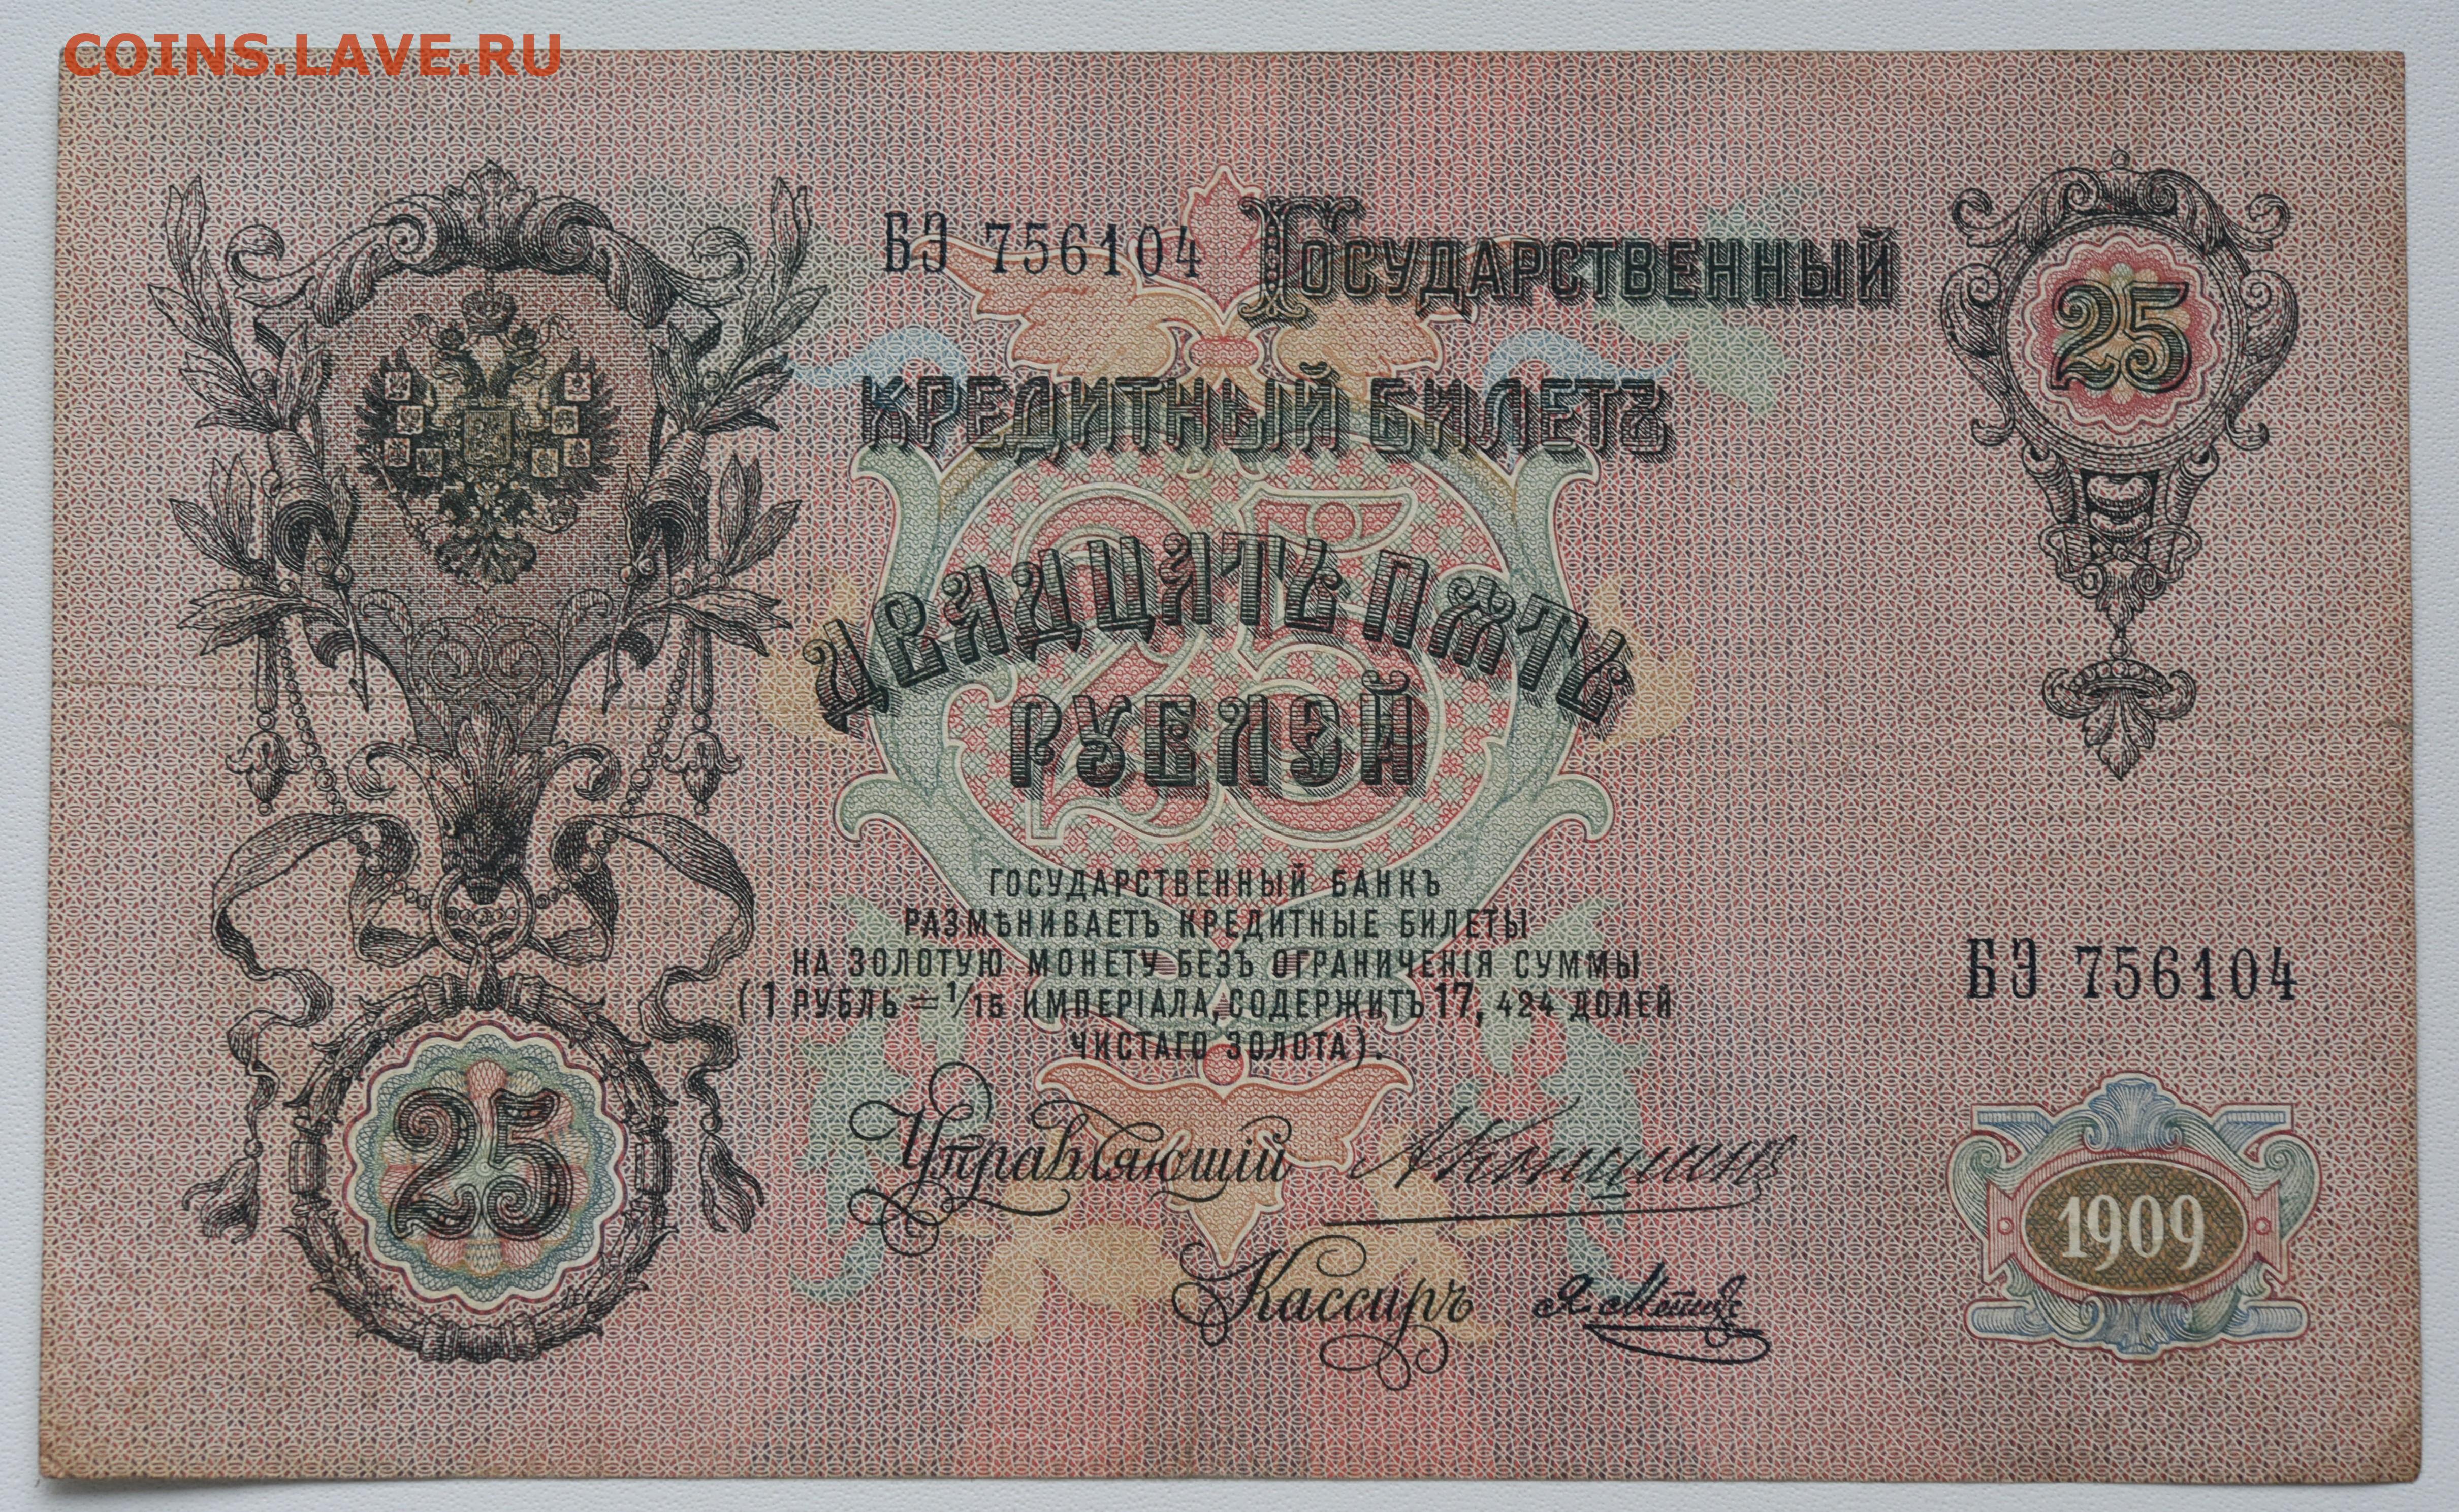 COINS.LAVE.RU
БЭ 756104
ГОСУДАРСТВЕННЫЙ
25
КРЕДИТНЫЙ БИЛЕТЪ
25
ДВАДЦАТЬ ПЯТЬ
РУБЛЕЙ
ГОСУДАРСТВЕННЫЙ БАНКЪ
РАЗМѢНИВАЕТЪ КРЕДИТНЫЕ БИЛЕТЫ
НА ЗОЛОТУЮ МОНЕТУ БЕЗЪ ОГРАНИЧЕНІЯ СУММЫ
(1 РУБЛЬ = 1/15 ИМПЕРІАЛА, СОДЕРЖИТЪ 17, 424 ДОЛЕЙ
ЧИСТАГО ЗОЛОТА).
БЭ 756104
25
Управляющій
Кассиръ
1909